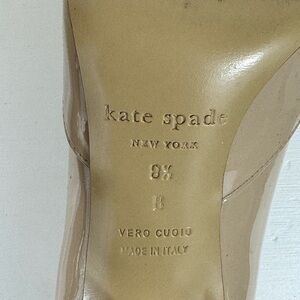 kate spade
NEW YORK
9½
B
VERO CUOIO
MADE IN ITALY